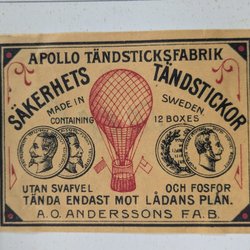 APOLLO TÄNDSTICKSFABRIK
SÄKERHETS TÄNDSTICKOR
MADE IN SWEDEN
CONTAINING 12 BOXES
UTAN SVAFVEL OCH FOSFOR
TÄNDA ENDAST MOT LÅDANS PLÅN.
A.O. ANDERSSONS F.A.B.